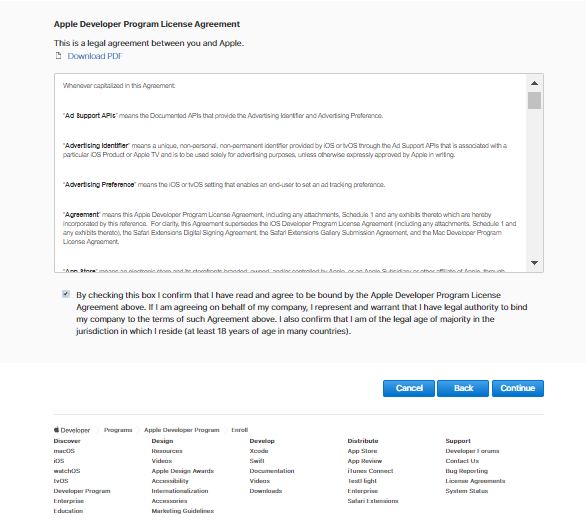 Apple Developer Program License Agreement
This is a legal agreement between you and Apple.
Download PDF
Whenever capitalized in this Agreement:
"Ad Support APIs" means the Documented APIs that provide the Advertising Identifier and Advertising Preference.
"Advertising Identifier" means a unique, non-personal, non-permanent identifier provided by iOS or tvOS through the Ad Support APIs that is associated with a
particular iOS Product or Apple TV and is to be used solely for advertising purposes, unless otherwise expressly approved by Apple in writing.
"Advertising Preference" means the iOS or tvOS setting that enables an end-user to set an ad tracking preference.
"Agreement" means this Apple Developer Program License Agreement, including any attachments, Schedule 1 and any exhibits thereto which are hereby
incorporated by this reference. For clarity, this Agreement supersedes the iOS Developer Program License Agreement (including any attachments, Schedule 1 and
any exhibits thereto), the Safari Extensions Digital Signing Agreement, the Safari Extensions Gallery Submission Agreement, and the Mac Developer Program
License Agreement.
"App Store" means an electronic store and its storefronts branded, owned, and/or controlled by Apple, or an Apple Subsidiary or other affiliate of Apple, through
By checking this box I confirm that I have read and agree to be bound by the Apple Developer Program License
Agreement above. If I am agreeing on behalf of my company, I represent and warrant that I have legal authority to bind
my company to the terms of such Agreement above. I also confirm that I am of the legal age of majority in the
jurisdiction in which I reside (at least 18 years of age in many countries).
Cancel Back Continue
Developer Programs Apple Developer Program Enroll
Discover Design Develop Distribute Support
macOS Resources Xcode App Store Developer Forums
iOS Videos Swift App Review Contact Us
watchOS Apple Design Awards Documentation iTunes Connect Bug Reporting
tvOS Accessibility Videos TestFlight License Agreements
Developer Program Internationalization Downloads Enterprise System Status
Enterprise Accessories Safari Extensions
Education Marketing Guidelines